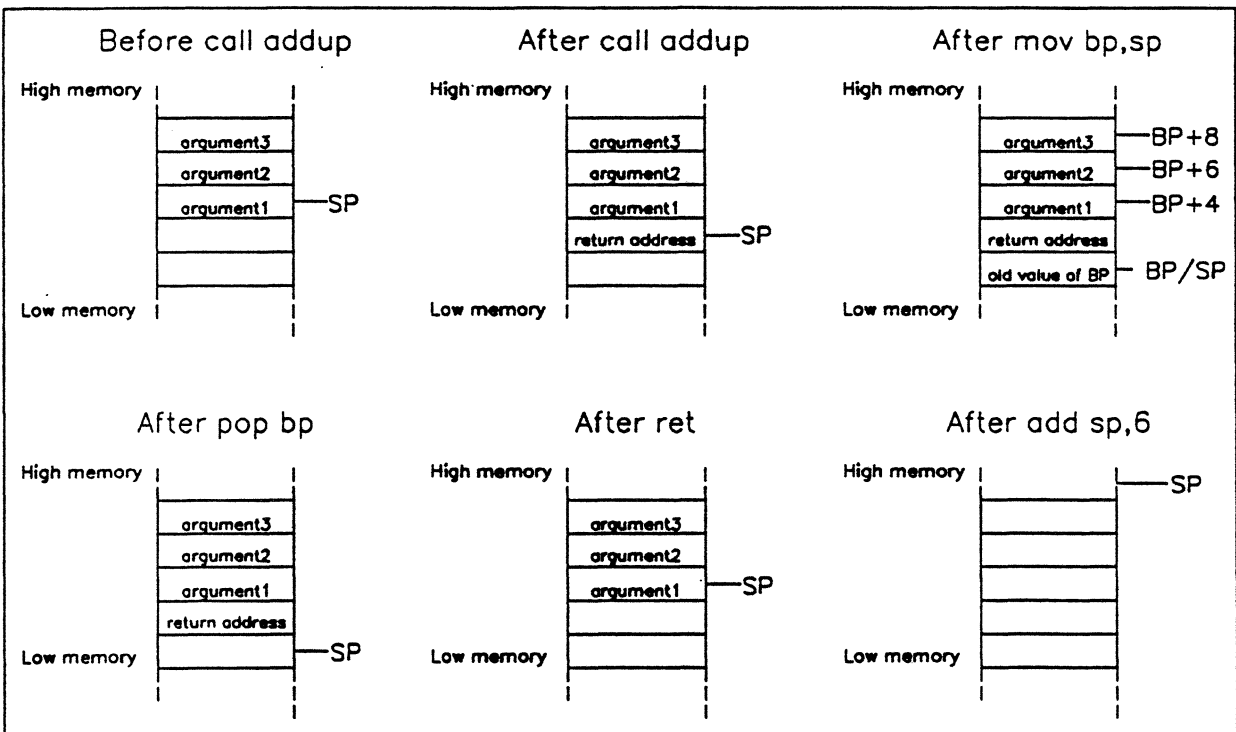 Before call addup
High memory
argument3
argument2
argument1
SP
Low memory
After call addup
High memory
argument3
argument2
argument1
return address
SP
Low memory
After mov bp,sp
High memory
argument3
BP+8
argument2
BP+6
argument1
BP+4
return address
old value of BP
BP/SP
Low memory
After pop bp
High memory
argument3
argument2
argument1
return address
SP
Low memory
After ret
High memory
argument3
argument2
argument1
SP
Low memory
After add sp,6
High memory
SP
Low memory